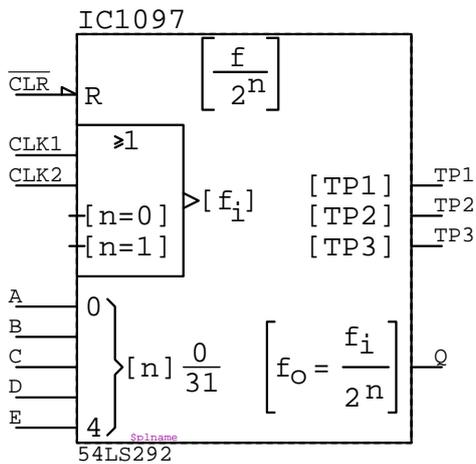 IC1097
[f/2ⁿ]
CLR
R
CLK1
≥1
CLK2
[TP1] TP1
[n=0] >[fi] [TP2] TP2
[n=1] [TP3] TP3
A 0
B
C [n] 0/31 [fo = fi/2ⁿ] Q
D
E 4
$plname
54LS292